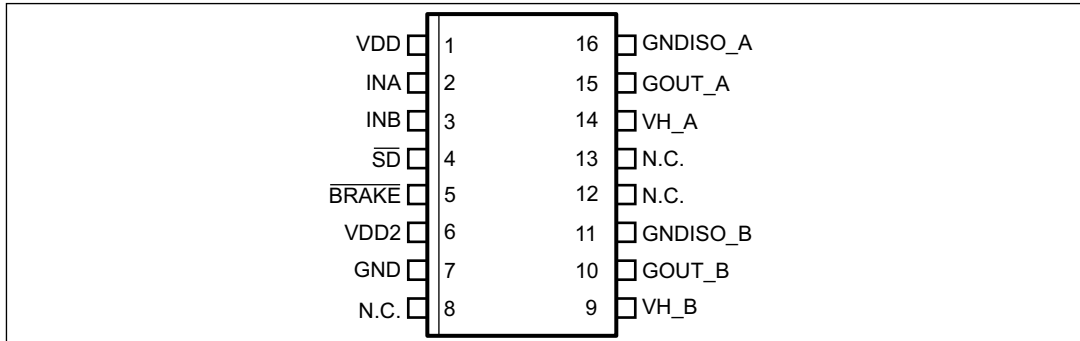 VDD 1 16 GNDISO_A
INA 2 15 GOUT_A
INB 3 14 VH_A
SD 4 13 N.C.
BRAKE 5 12 N.C.
VDD2 6 11 GNDISO_B
GND 7 10 GOUT_B
N.C. 8 9 VH_B